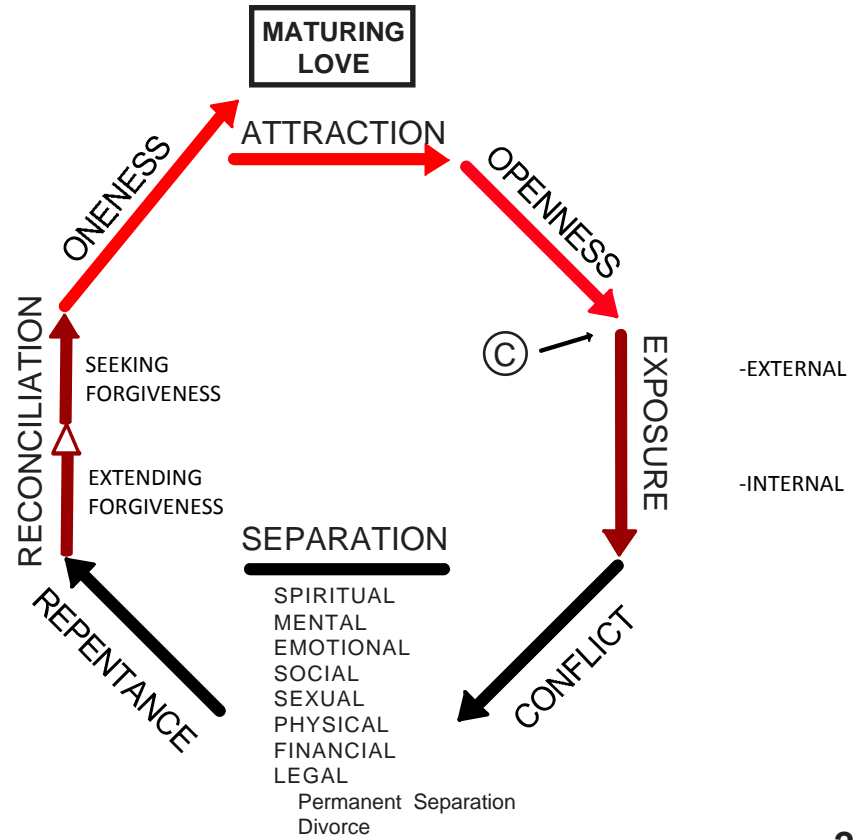 MATURING
LOVE
ATTRACTION
OPENNESS
C
EXPOSURE
-EXTERNAL
-INTERNAL
CONFLICT
SEPARATION
SPIRITUAL
MENTAL
EMOTIONAL
SOCIAL
SEXUAL
PHYSICAL
FINANCIAL
LEGAL
Permanent Separation
Divorce
REPENTANCE
RECONCILIATION
EXTENDING
FORGIVENESS
SEEKING
FORGIVENESS
ONENESS